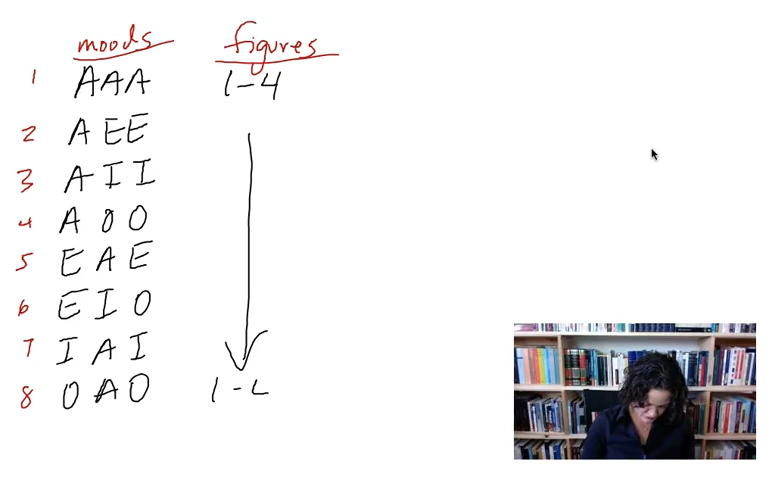 moods figures
1 AAA 1-4
2 AEE
3 AII
4 AOO
5 EAE
6 EIO
7 IAI
8 OAO 1-